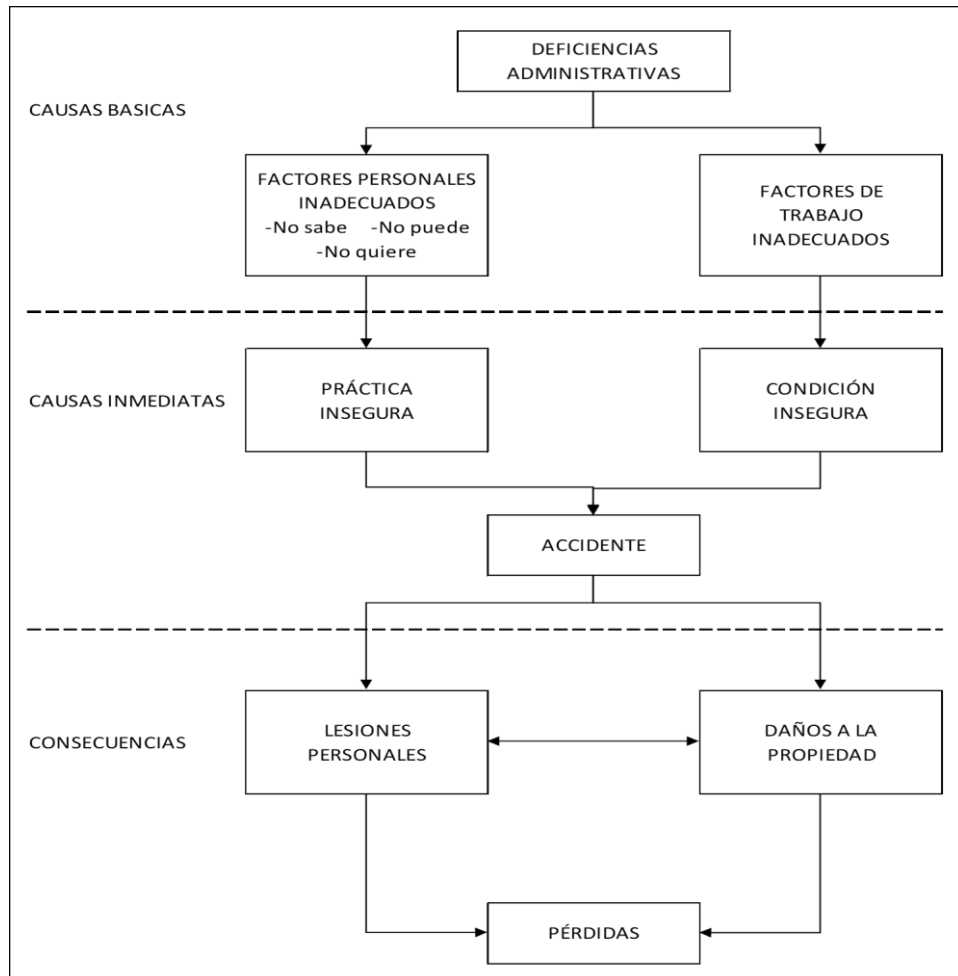 DEFICIENCIAS
ADMINISTRATIVAS
CAUSAS BASICAS
FACTORES PERSONALES
INADECUADOS
-No sabe -No puede
-No quiere
FACTORES DE
TRABAJO
INADECUADOS
CAUSAS INMEDIATAS
PRÁCTICA
INSEGURA
CONDICIÓN
INSEGURA
ACCIDENTE
CONSECUENCIAS
LESIONES
PERSONALES
DAÑOS A LA
PROPIEDAD
PÉRDIDAS